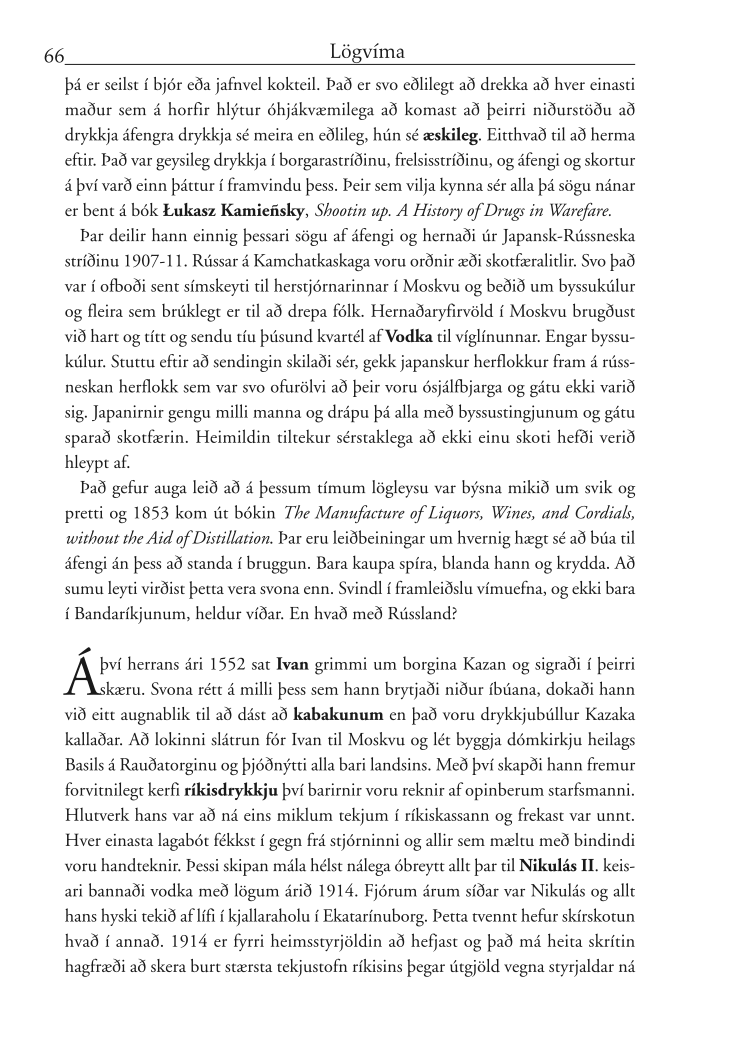 66
Lögvíma
þá er seilst í bjór eða jafnvel kokteil. Það er svo eðlilegt að drekka að hver einasti
maður sem á horfir hlýtur óhjákvæmilega að komast að þeirri niðurstöðu að
drykkja áfengra drykkja sé meira en eðlileg, hún sé æskileg. Eitthvað til að herma
eftir. Það var geysileg drykkja í borgarastríðinu, frelsisstríðinu, og áfengi og skortur
á því varð einn þáttur í framvindu þess. Þeir sem vilja kynna sér alla þá sögu nánar
er bent á bók Łukasz Kamieñsky, Shootin up. A History of Drugs in Warefare.
Þar deilir hann einnig þessari sögu af áfengi og hernaði úr Japansk-Rússneska
stríðinu 1907-11. Rússar á Kamchatkaskaga voru orðnir æði skotfæralitlir. Svo það
var í ofboði sent símskeyti til herstjórnarinnar í Moskvu og beðið um byssukúlur
og fleira sem brúklegt er til að drepa fólk. Hernaðaryfirvöld í Moskvu brugðust
við hart og títt og sendu tíu þúsund kvartél af Vodka til víglínunnar. Engar byssu-
kúlur. Stuttu eftir að sendingin skilaði sér, gekk japanskur herflokkur fram á rúss-
neskan herflokk sem var svo ofurölvi að þeir voru ósjálfbjarga og gátu ekki varið
sig. Japanirnir gengu milli manna og drápu þá alla með byssustingjunum og gátu
sparað skotfærin. Heimildin tiltekur sérstaklega að ekki einu skoti hefði verið
hleypt af.
Það gefur auga leið að á þessum tímum lögleysu var býsna mikið um svik og
pretti og 1853 kom út bókin The Manufacture of Liquors, Wines, and Cordials,
without the Aid of Distillation. Þar eru leiðbeiningar um hvernig hægt sé að búa til
áfengi án þess að standa í bruggun. Bara kaupa spíra, blanda hann og krydda. Að
sumu leyti virðist þetta vera svona enn. Svindl í framleiðslu vímuefna, og ekki bara
í Bandaríkjunum, heldur víðar. En hvað með Rússland?
Á því herrans ári 1552 sat Ivan grimmi um borgina Kazan og sigraði í þeirri
skæru. Svona rétt á milli þess sem hann brytjaði niður íbúana, dokaði hann
við eitt augnablik til að dást að kabakunum en það voru drykkjubúllur Kazaka
kallaðar. Að lokinni slátrun fór Ivan til Moskvu og lét byggja dómkirkju heilags
Basils á Rauðatorginu og þjóðnýtti alla bari landsins. Með því skapði hann fremur
forvitnilegt kerfi ríkisdrykkju því barirnir voru reknir af opinberum starfsmanni.
Hlutverk hans var að ná eins miklum tekjum í ríkiskassann og frekast var unnt.
Hver einasta lagabót fékkst í gegn frá stjórninni og allir sem mæltu með bindindi
voru handteknir. Þessi skipan mála hélst nálega óbreytt allt þar til Nikulás II. keis-
ari bannaði vodka með lögum árið 1914. Fjórum árum síðar var Nikulás og allt
hans hyski tekið af lífi í kjallaraholu í Ekatarínuborg. Þetta tvennt hefur skírskotun
hvað í annað. 1914 er fyrri heimsstyrjöldin að hefjast og það má heita skrítin
hagfræði að skera burt stærsta tekjustofn ríkisins þegar útgjöld vegna styrjaldar ná